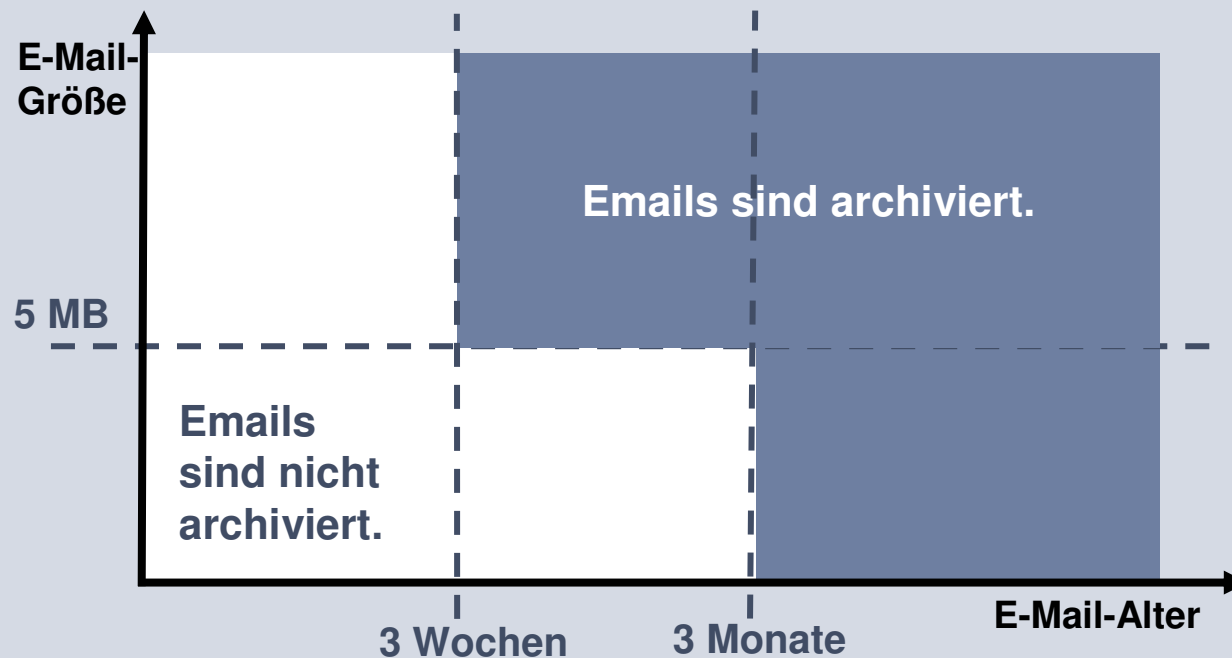 E-Mail-
Größe
Emails sind archiviert.
5 MB
Emails
sind nicht
archiviert.
E-Mail-Alter
3 Wochen
3 Monate